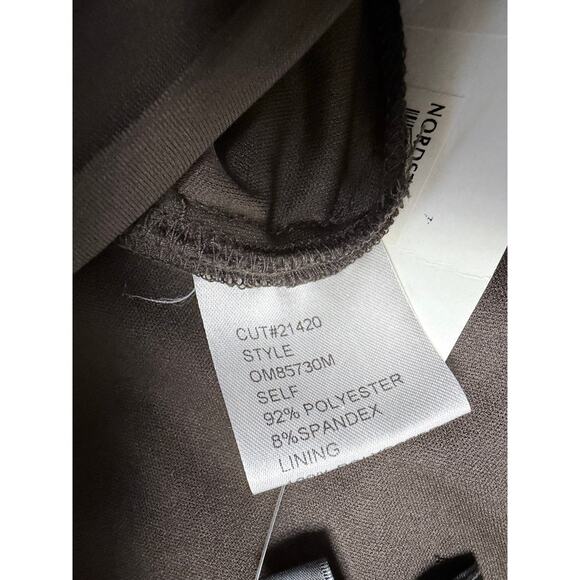 CUT#21420
STYLE
OM85730M
SELF
92% POLYESTER
8%SPANDEX
LINING